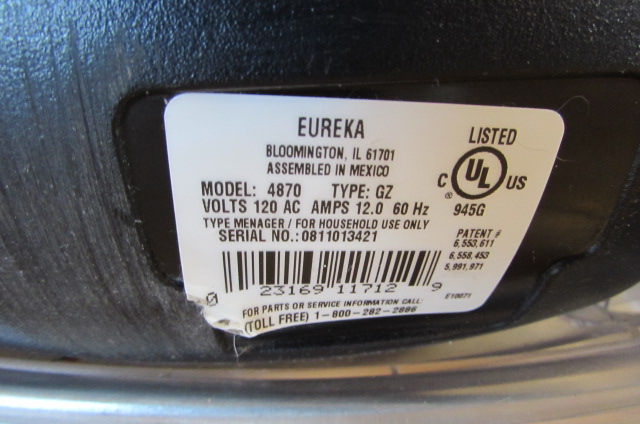 EUREKA
BLOOMINGTON, IL 61701
ASSEMBLED IN MEXICO
MODEL: 4870 TYPE: GZ
VOLTS 120 AC AMPS 12.0 60 Hz
TYPE MENAGER / FOR HOUSEHOLD USE ONLY
SERIAL NO.: 0811013421
0 23169 11712 9
FOR PARTS OR SERVICE INFORMATION CALL:
(TOLL FREE) 1-800-282-2886
LISTED
C UL US
®
945G
PATENT #
6,553,611
6,558,453
5,991,971
E10071